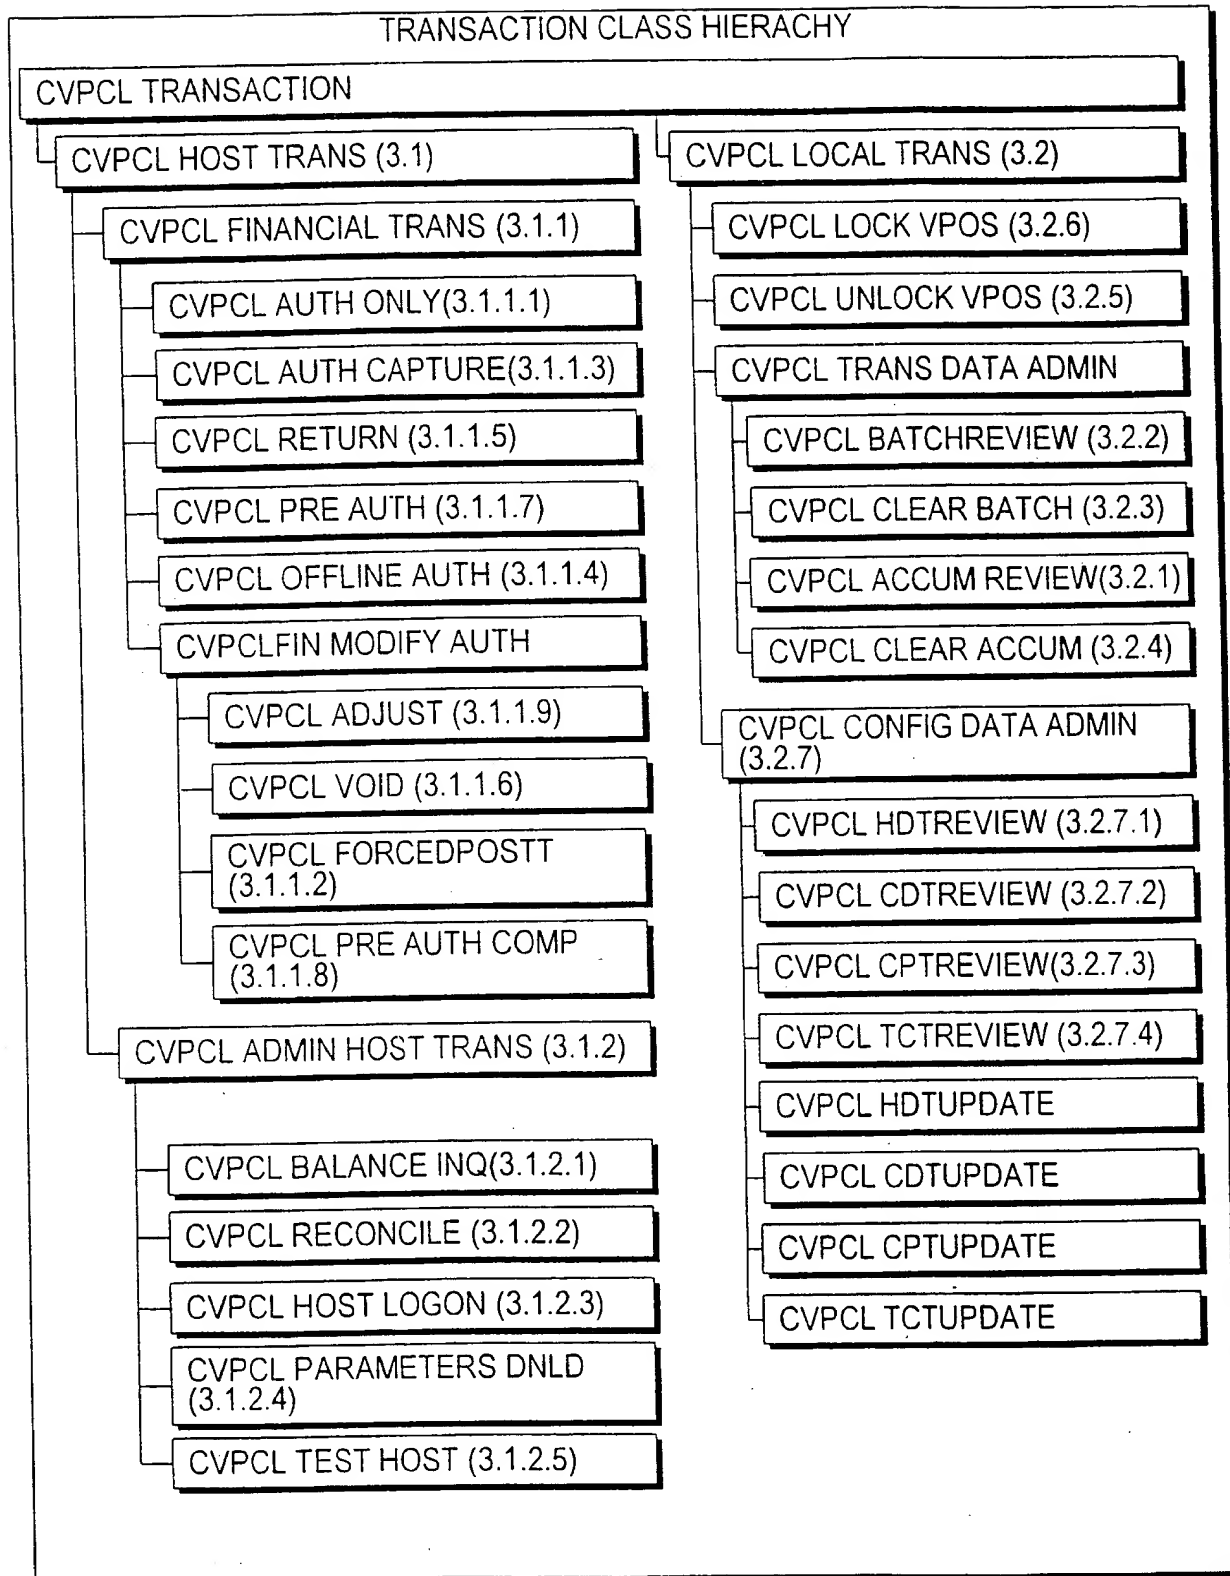 TRANSACTION CLASS HIERACHY
CVPCL TRANSACTION
CVPCL HOST TRANS (3.1)
CVPCL FINANCIAL TRANS (3.1.1)
CVPCL AUTH ONLY(3.1.1.1)
CVPCL AUTH CAPTURE(3.1.1.3)
CVPCL RETURN (3.1.1.5)
CVPCL PRE AUTH (3.1.1.7)
CVPCL OFFLINE AUTH (3.1.1.4)
CVPCLFIN MODIFY AUTH
CVPCL ADJUST (3.1.1.9)
CVPCL VOID (3.1.1.6)
CVPCL FORCEDPOSTT
(3.1.1.2)
CVPCL PRE AUTH COMP
(3.1.1.8)
CVPCL ADMIN HOST TRANS (3.1.2)
CVPCL BALANCE INQ(3.1.2.1)
CVPCL RECONCILE (3.1.2.2)
CVPCL HOST LOGON (3.1.2.3)
CVPCL PARAMETERS DNLD
(3.1.2.4)
CVPCL TEST HOST (3.1.2.5)
CVPCL LOCAL TRANS (3.2)
CVPCL LOCK VPOS (3.2.6)
CVPCL UNLOCK VPOS (3.2.5)
CVPCL TRANS DATA ADMIN
CVPCL BATCHREVIEW (3.2.2)
CVPCL CLEAR BATCH (3.2.3)
CVPCL ACCUM REVIEW(3.2.1)
CVPCL CLEAR ACCUM (3.2.4)
CVPCL CONFIG DATA ADMIN
(3.2.7)
CVPCL HDTREVIEW (3.2.7.1)
CVPCL CDTREVIEW (3.2.7.2)
CVPCL CPTREVIEW(3.2.7.3)
CVPCL TCTREVIEW (3.2.7.4)
CVPCL HDTUPDATE
CVPCL CDTUPDATE
CVPCL CPTUPDATE
CVPCL TCTUPDATE